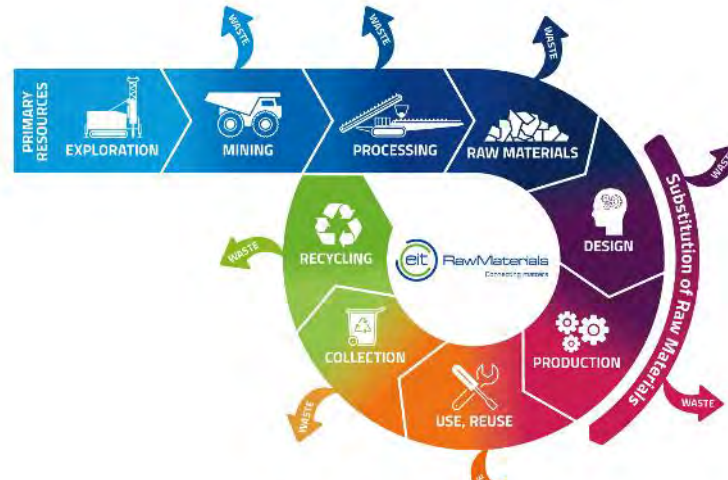 WASTE
WASTE
WASTE
PRIMARY
RESOURCES
EXPLORATION
MINING
PROCESSING
RAW MATERIALS
WASTE
DESIGN
Substitution of Raw Materials
RECYCLING
WASTE
eit RawMaterials
Connecting matters
COLLECTION
PRODUCTION
USE, REUSE
WASTE
WASTE